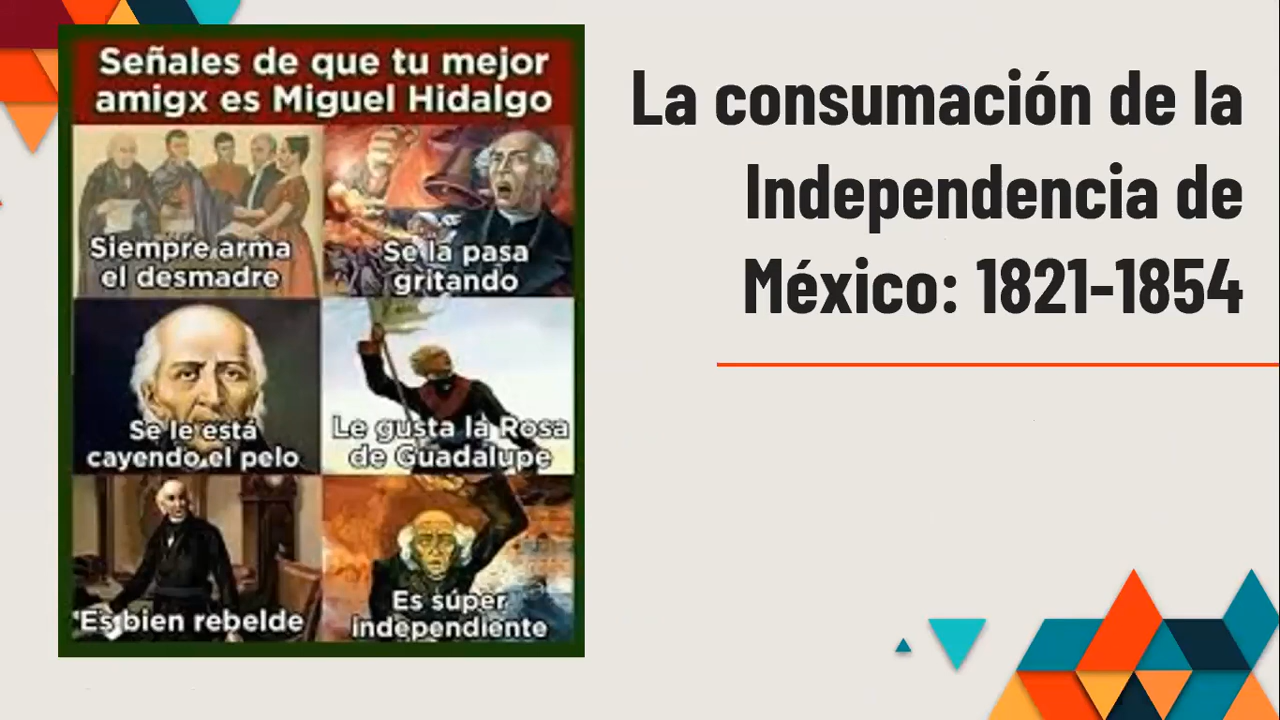 Señales de que tu mejor
amigx es Miguel Hidalgo
Siempre arma
el desmadre
Se la pasa
gritando
Se le está
cayendo el pelo
Le gusta la Rosa
de Guadalupe
Es bien rebelde
Es súper
independiente
La consumación de la
Independencia de
México: 1821-1854